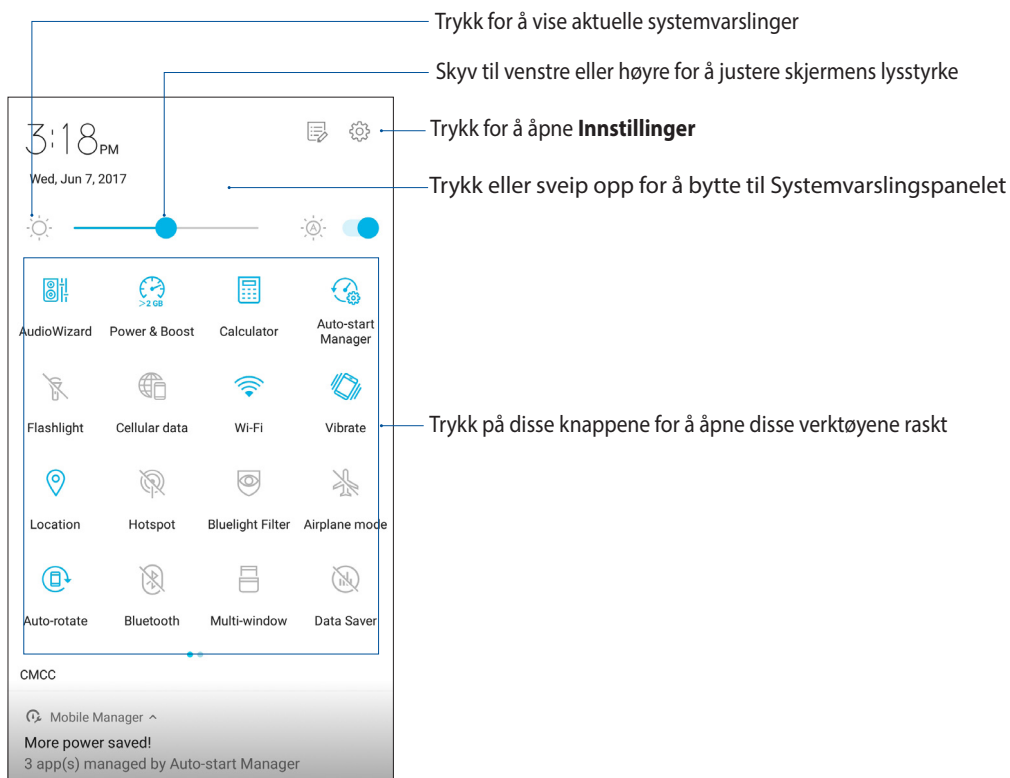 Trykk for å vise aktuelle systemvarslinger
Skyv til venstre eller høyre for å justere skjermens lysstyrke
3:18 PM
Trykk for å åpne Innstillinger
Wed, Jun 7, 2017
Trykk eller sveip opp for å bytte til Systemvarslingspanelet
A
>2 GB
AudioWizard Power & Boost Calculator Auto-start Manager
Flashlight Cellular data Wi-Fi Vibrate
Trykk på disse knappene for å åpne disse verktøyene raskt
Location Hotspot Bluelight Filter Airplane mode
Auto-rotate Bluetooth Multi-window Data Saver
CMCC
Mobile Manager
More power saved!
3 app(s) managed by Auto-start Manager